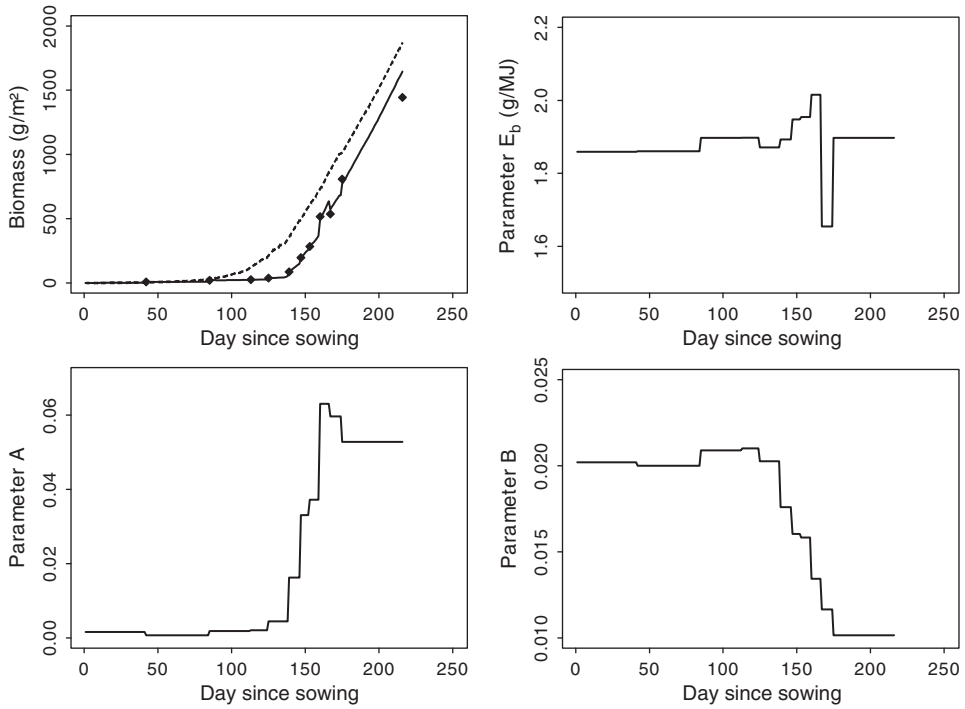 Biomass (g/m²)
2000
1500
1000
500
0
0 50 100 150 200 250
Day since sowing
Parameter E_b (g/MJ)
2.2
2.0
1.8
1.6
0 50 100 150 200 250
Day since sowing
Parameter A
0.06
0.04
0.02
0.00
0 50 100 150 200 250
Day since sowing
Parameter B
0.025
0.020
0.015
0.010
0 50 100 150 200 250
Day since sowing